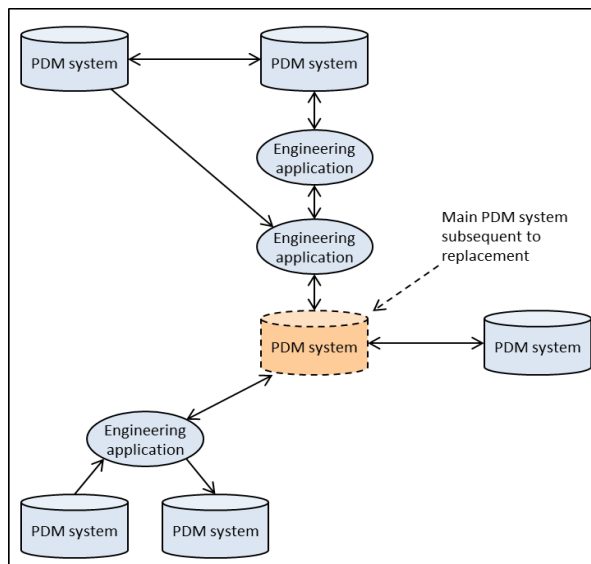 PDM system
PDM system
Engineering
application
Engineering
application
Main PDM system
subsequent to
replacement
PDM system
PDM system
Engineering
application
PDM system
PDM system